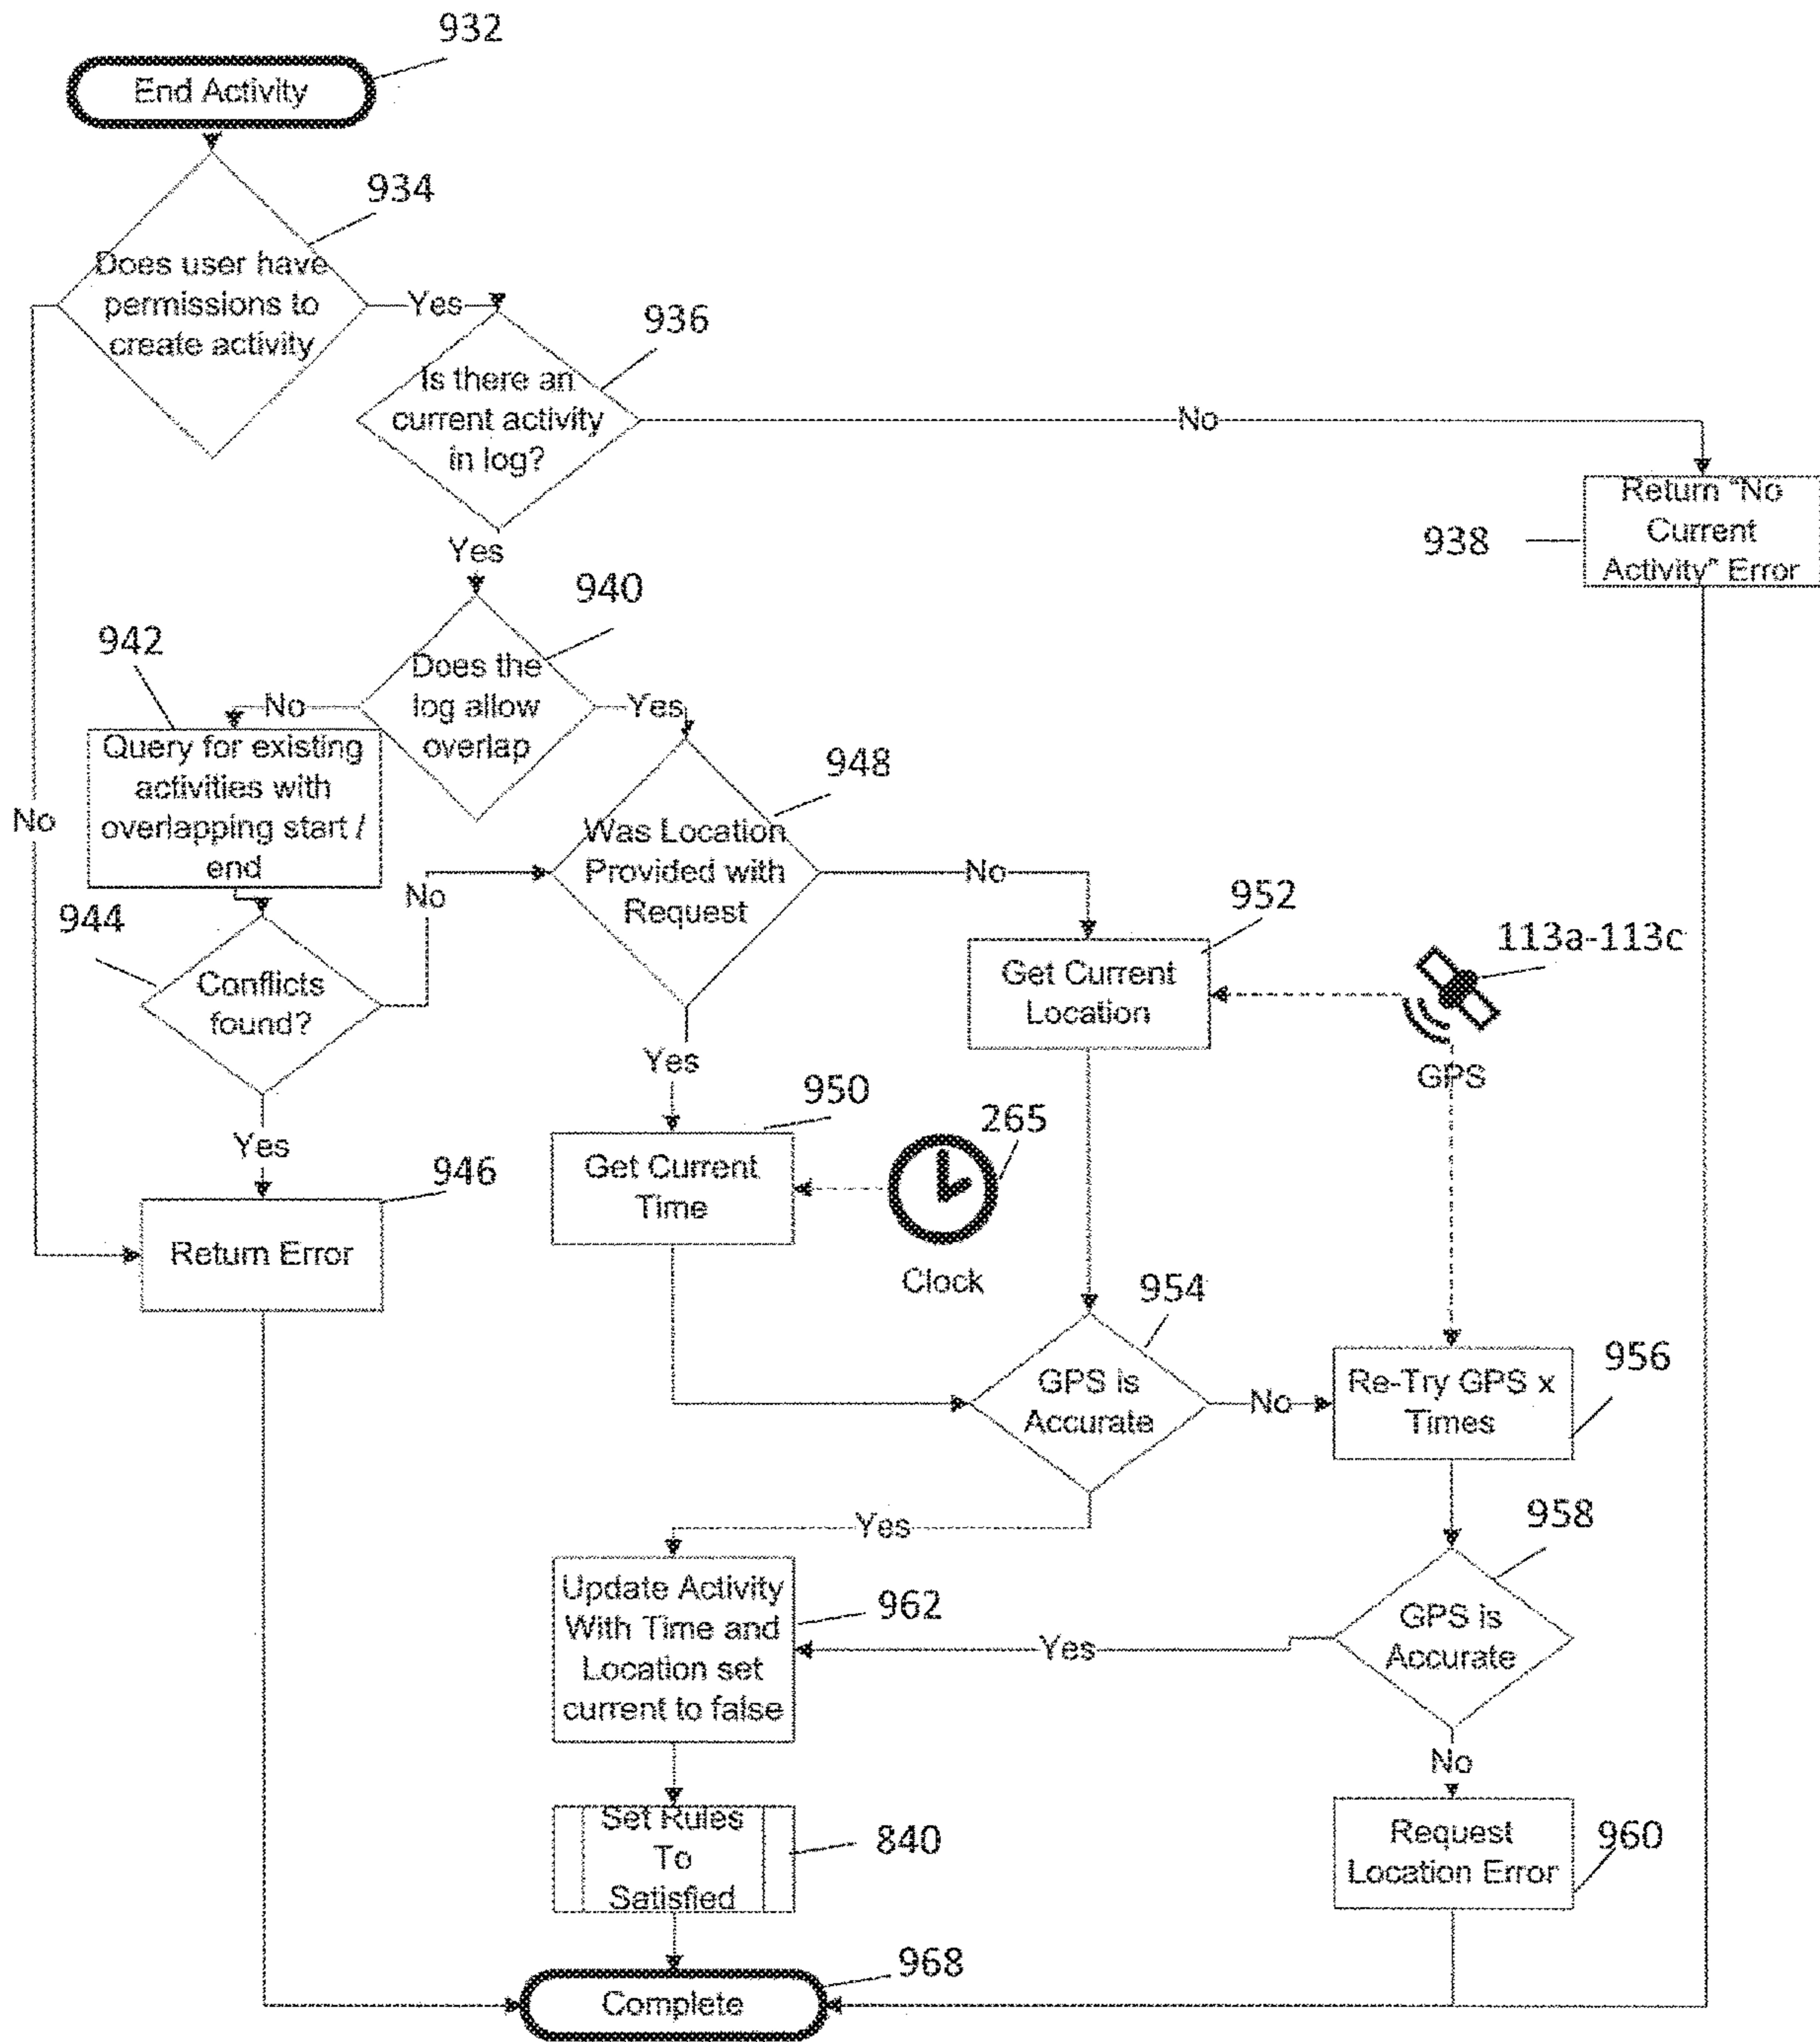 932
End Activity
934
Does user have
permissions to
create activity
Yes
936
Is there an
current activity
in log?
No
Return "No
Current
Activity" Error
938
Yes
940
942
Does the
log allow
overlap
No
Yes
Query for existing
activities with
overlapping start /
end
No
948
Was Location
Provided with
Request
No
No
944
Conflicts
found?
952
Get Current
Location
113a-113c
GPS
Yes
950
265
Get Current
Time
Clock
Yes
946
Return Error
954
GPS is
Accurate
No
956
Re-Try GPS x
Times
Yes
958
GPS is
Accurate
Update Activity
With Time and
Location set
current to false
962
Yes
No
Set Rules
To
Satisfied
840
Request
Location Error
960
968
Complete